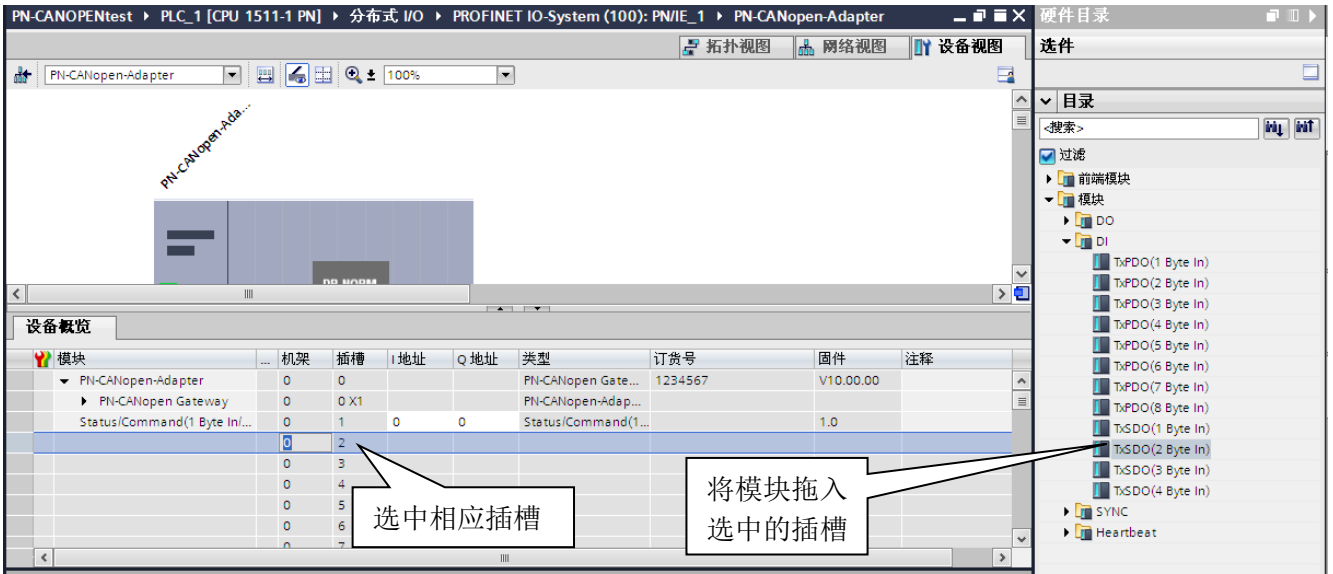 PN-CANOPENtest ▸ PLC_1 [CPU 1511-1 PN] ▸ 分布式 I/O ▸ PROFINET IO-System (100): PN/IE_1 ▸ PN-CANopen-Adapter
拓扑视图 网络视图 设备视图
PN-CANopen-Adapter 100%
PN-CANopen-Ada...
DP-NORM
设备概览
模块 ... 机架 插槽 I 地址 Q 地址 类型 订货号 固件 注释
PN-CANopen-Adapter 0 0 PN-CANopen Gate... 1234567 V10.00.00
PN-CANopen Gateway 0 0 X1 PN-CANopen-Adap...
Status/Command(1 Byte In/... 0 1 0 0 Status/Command(1... 1.0
0 2
0 3
0 4
0 5
0 6
0 7
选中相应插槽
将模块拖入
选中的插槽
硬件目录
选件
目录
<搜索>
过滤
前端模块
模块
DO
DI
TxPDO(1 Byte In)
TxPDO(2 Byte In)
TxPDO(3 Byte In)
TxPDO(4 Byte In)
TxPDO(5 Byte In)
TxPDO(6 Byte In)
TxPDO(7 Byte In)
TxPDO(8 Byte In)
TxSDO(1 Byte In)
TxSDO(2 Byte In)
TxSDO(3 Byte In)
TxSDO(4 Byte In)
SYNC
Heartbeat